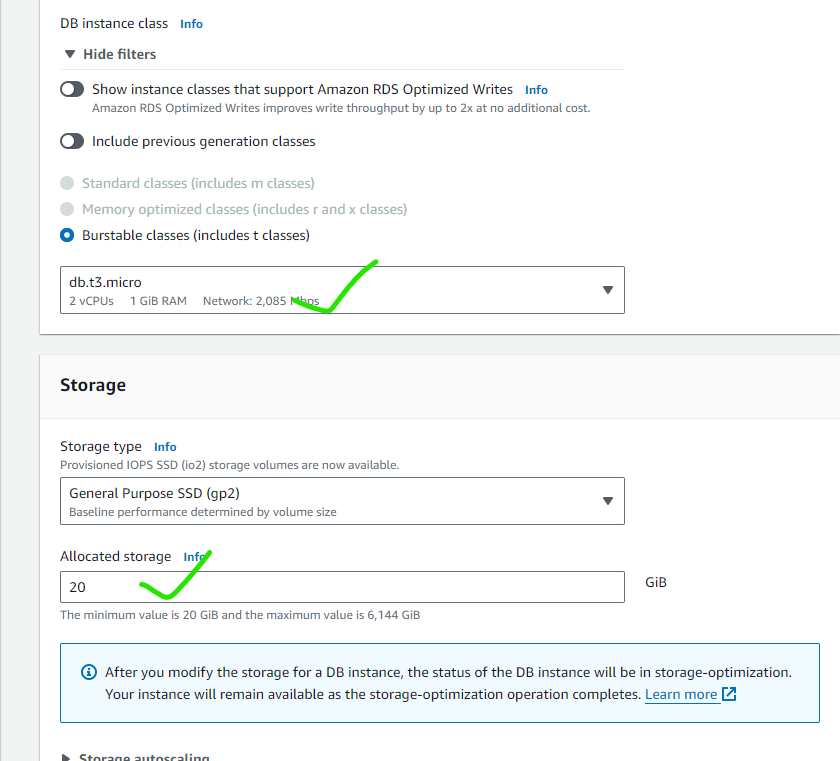 DB instance class Info
Hide filters
Show instance classes that support Amazon RDS Optimized Writes Info
Amazon RDS Optimized Writes improves write throughput by up to 2x at no additional cost.
Include previous generation classes
Standard classes (includes m classes)
Memory optimized classes (includes r and x classes)
Burstable classes (includes t classes)
db.t3.micro
2 vCPUs 1 GiB RAM Network: 2,085 Mbps
Storage
Storage type Info
Provisioned IOPS SSD (io2) storage volumes are now available.
General Purpose SSD (gp2)
Baseline performance determined by volume size
Allocated storage Info
20
GiB
The minimum value is 20 GiB and the maximum value is 6,144 GiB
After you modify the storage for a DB instance, the status of the DB instance will be in storage-optimization.
Your instance will remain available as the storage-optimization operation completes. Learn more
Storage autoscaling